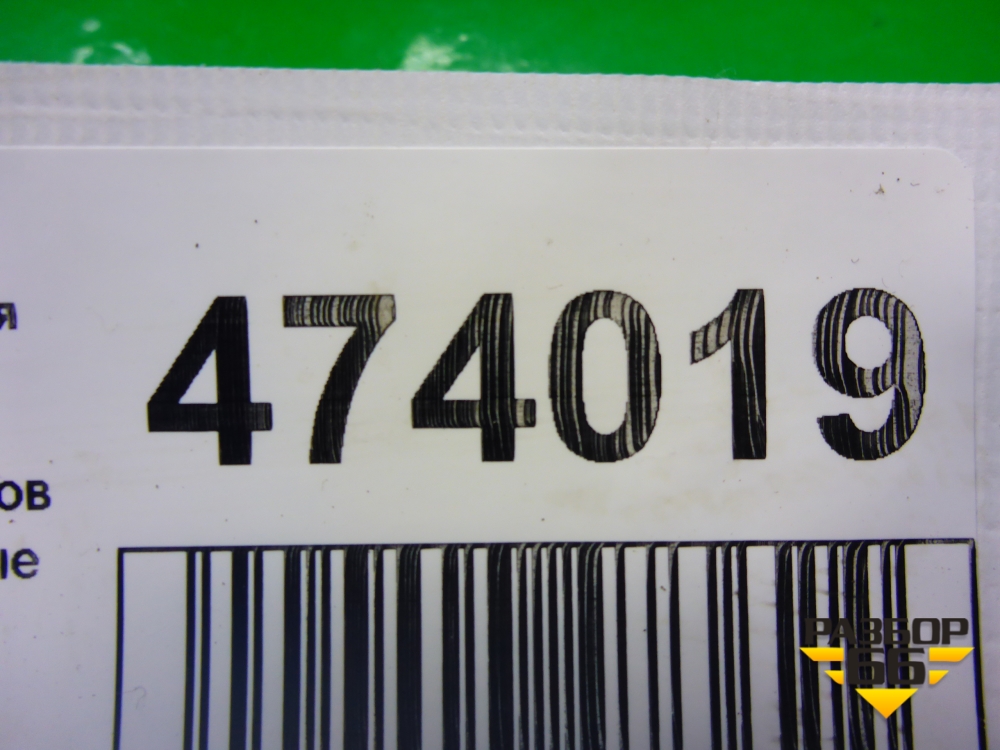 474019
я
ов
ые
РАЗБОР
66